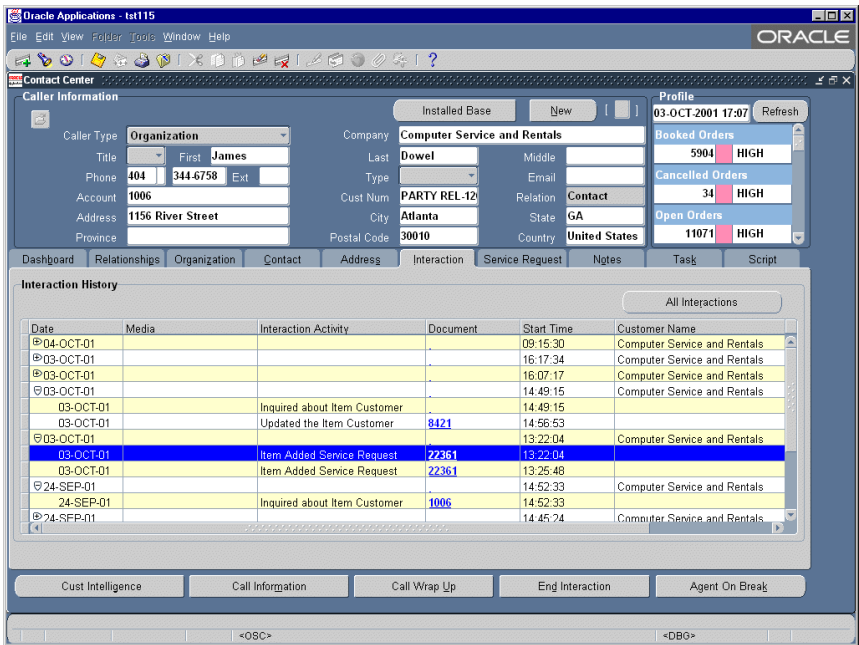 Oracle Applications - tst115
File Edit View Folder Tools Window Help
ORACLE
Contact Center
Caller Information
Profile
Installed Base New [ ] 03-OCT-2001 17:07 Refresh
Caller Type Organization Company Computer Service and Rentals
Booked Orders
Title First James Last Dowel Middle
5904 HIGH
Phone 404 344-6758 Ext Type Email
Cancelled Orders
Account 1006 Cust Num PARTY REL-12 Relation Contact
34 HIGH
Address 1156 River Street City Atlanta State GA
Open Orders
Province Postal Code 30010 Country United States
11071 HIGH
Dashboard Relationships Organization Contact Address Interaction Service Request Notes Task Script
Interaction History
All Interactions
Date Media Interaction Activity Document Start Time Customer Name
04-OCT-01 09:15:30 Computer Service and Rentals
03-OCT-01 16:17:34 Computer Service and Rentals
03-OCT-01 16:07:17 Computer Service and Rentals
03-OCT-01 14:49:15 Computer Service and Rentals
03-OCT-01 Inquired about Item Customer 14:49:15
03-OCT-01 Updated the Item Customer 8421 14:56:53
03-OCT-01 13:22:04 Computer Service and Rentals
03-OCT-01 Item Added Service Request 22361 13:22:04
03-OCT-01 Item Added Service Request 22361 13:25:48
24-SEP-01 14:52:33 Computer Service and Rentals
24-SEP-01 Inquired about Item Customer 1006 14:52:33
24-SEP-01 14:45:24 Computer Service and Rentals
Cust Intelligence Call Information Call Wrap Up End Interaction Agent On Break
<OSC> <DBG>